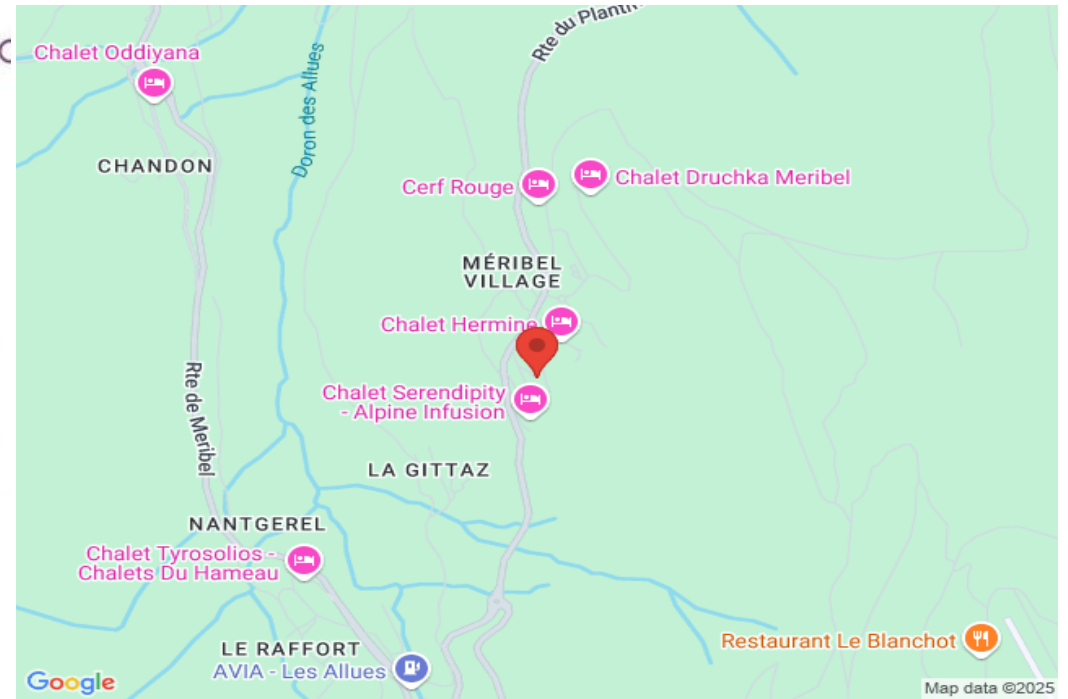 Rte du Plantin
Chalet Oddiyana
Doron des Allues
CHANDON
Cerf Rouge
Chalet Druchka Meribel
MÉRIBEL
VILLAGE
Chalet Hermine
Chalet Serendipity
- Alpine Infusion
Rte de Meribel
LA GITTAZ
NANTGEREL
Chalet Tyrosolios -
Chalets Du Hameau
LE RAFFORT
AVIA - Les Allues
Restaurant Le Blanchot
Google
Map data ©2025